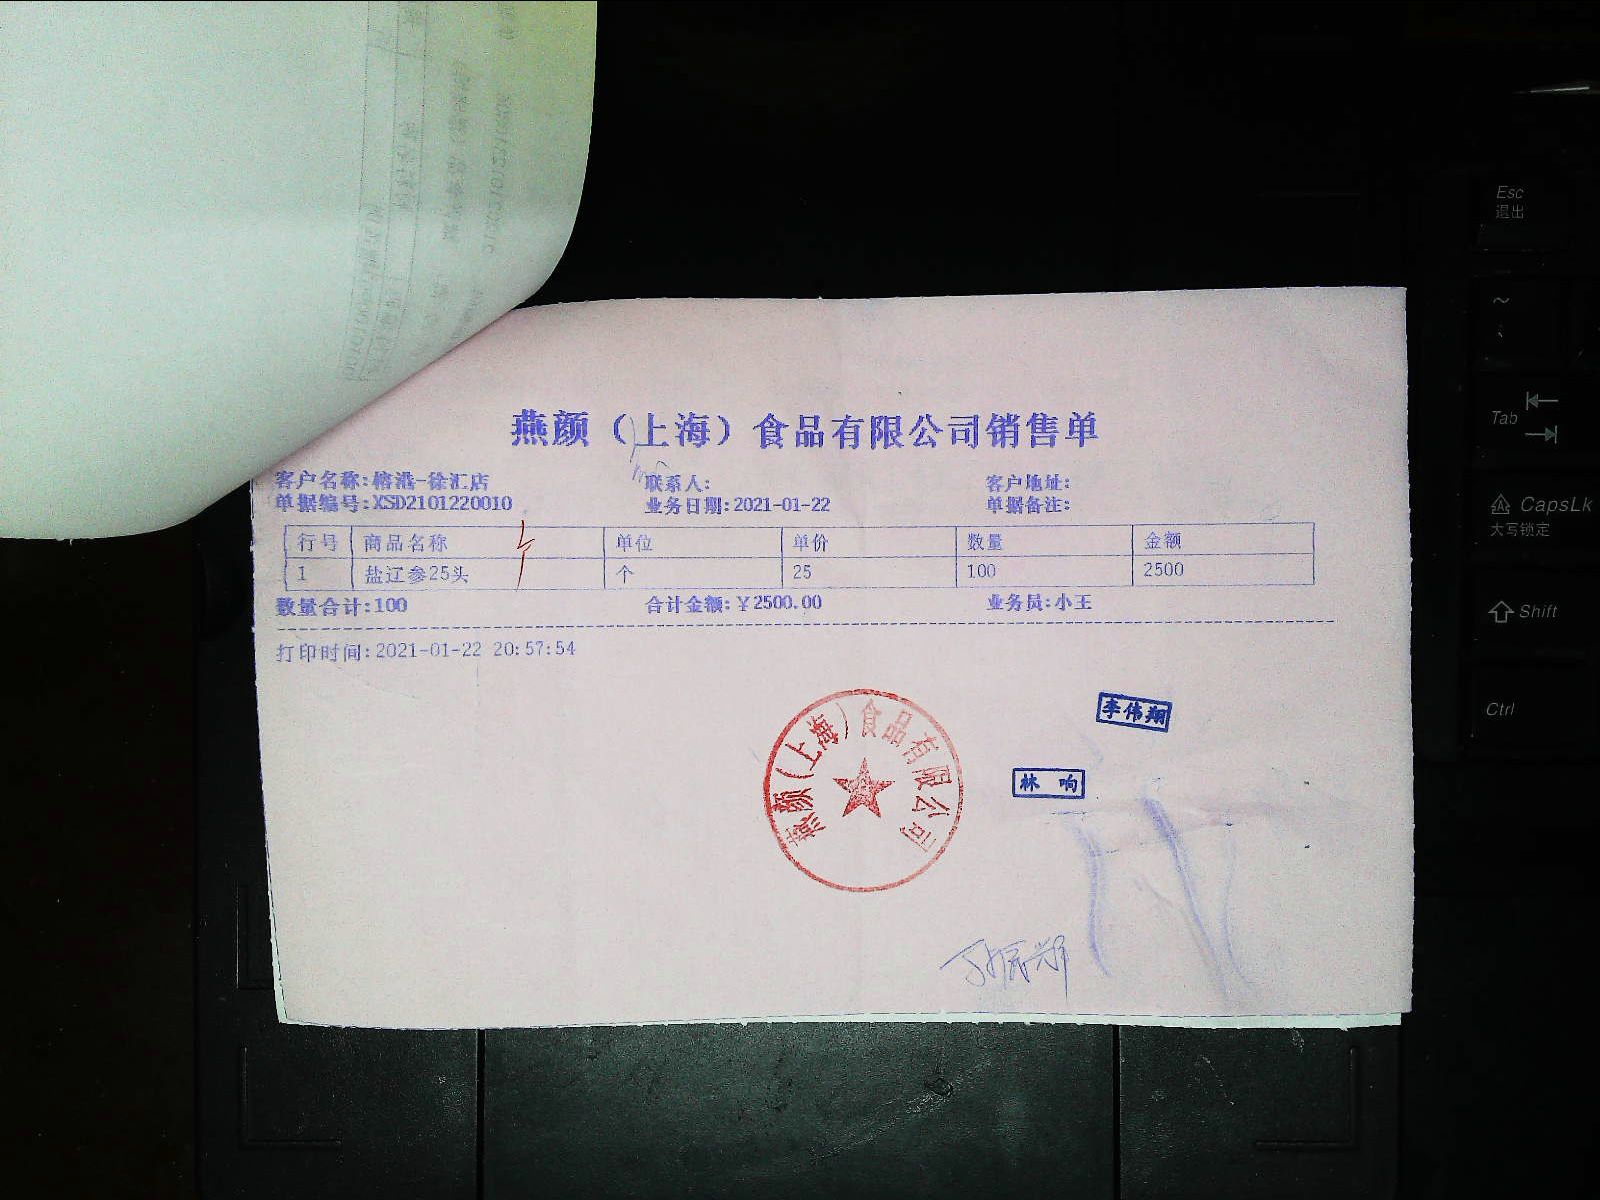 燕颜（上海）食品有限公司销售单
客户名称:榕港-徐汇店 联系人: 客户地址:
单据编号:XSD2101220010 业务日期:2021-01-22 单据备注:
行号 商品名称 单位 单价 数量 金额
1 盐辽参25头 个 25 100 2500
数量合计:100 合计金额:￥2500.00 业务员:小王
打印时间:2021-01-22 20:57:54
燕颜（上海）食品有限公司
李伟翔
林 响
Esc
退出
~
Tab
CapsLk
大写锁定
Shift
Ctrl